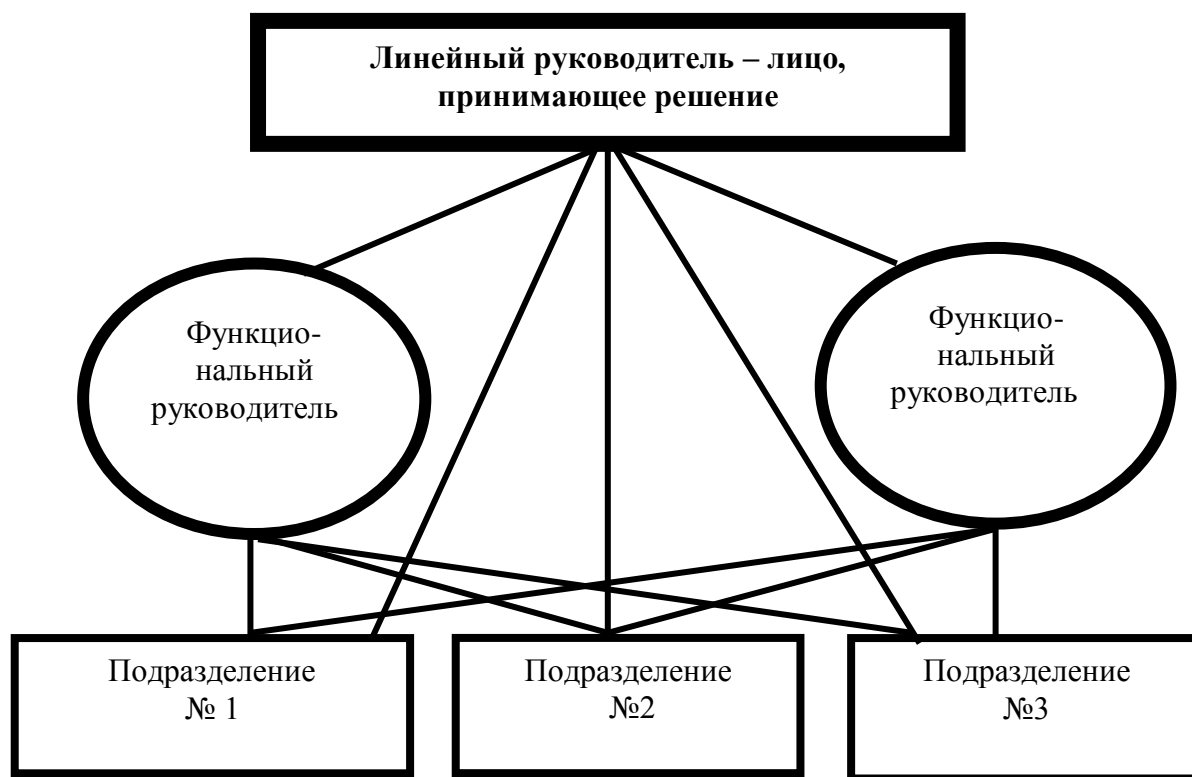 Линейный руководитель – лицо,
принимающее решение
Функцио-
нальный
руководитель
Функцио-
нальный
руководитель
Подразделение
№ 1
Подразделение
№2
Подразделение
№3